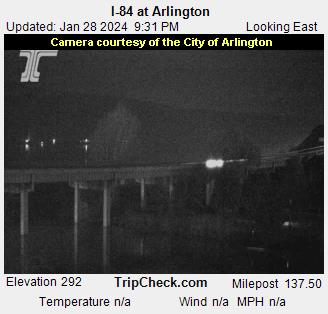 I-84 at Arlington
Updated: Jan 28 2024 9:31 PM Looking East
Camera courtesy of the City of Arlington
Elevation 292 TripCheck.com Milepost 137.50
Temperature n/a Wind n/a MPH n/a